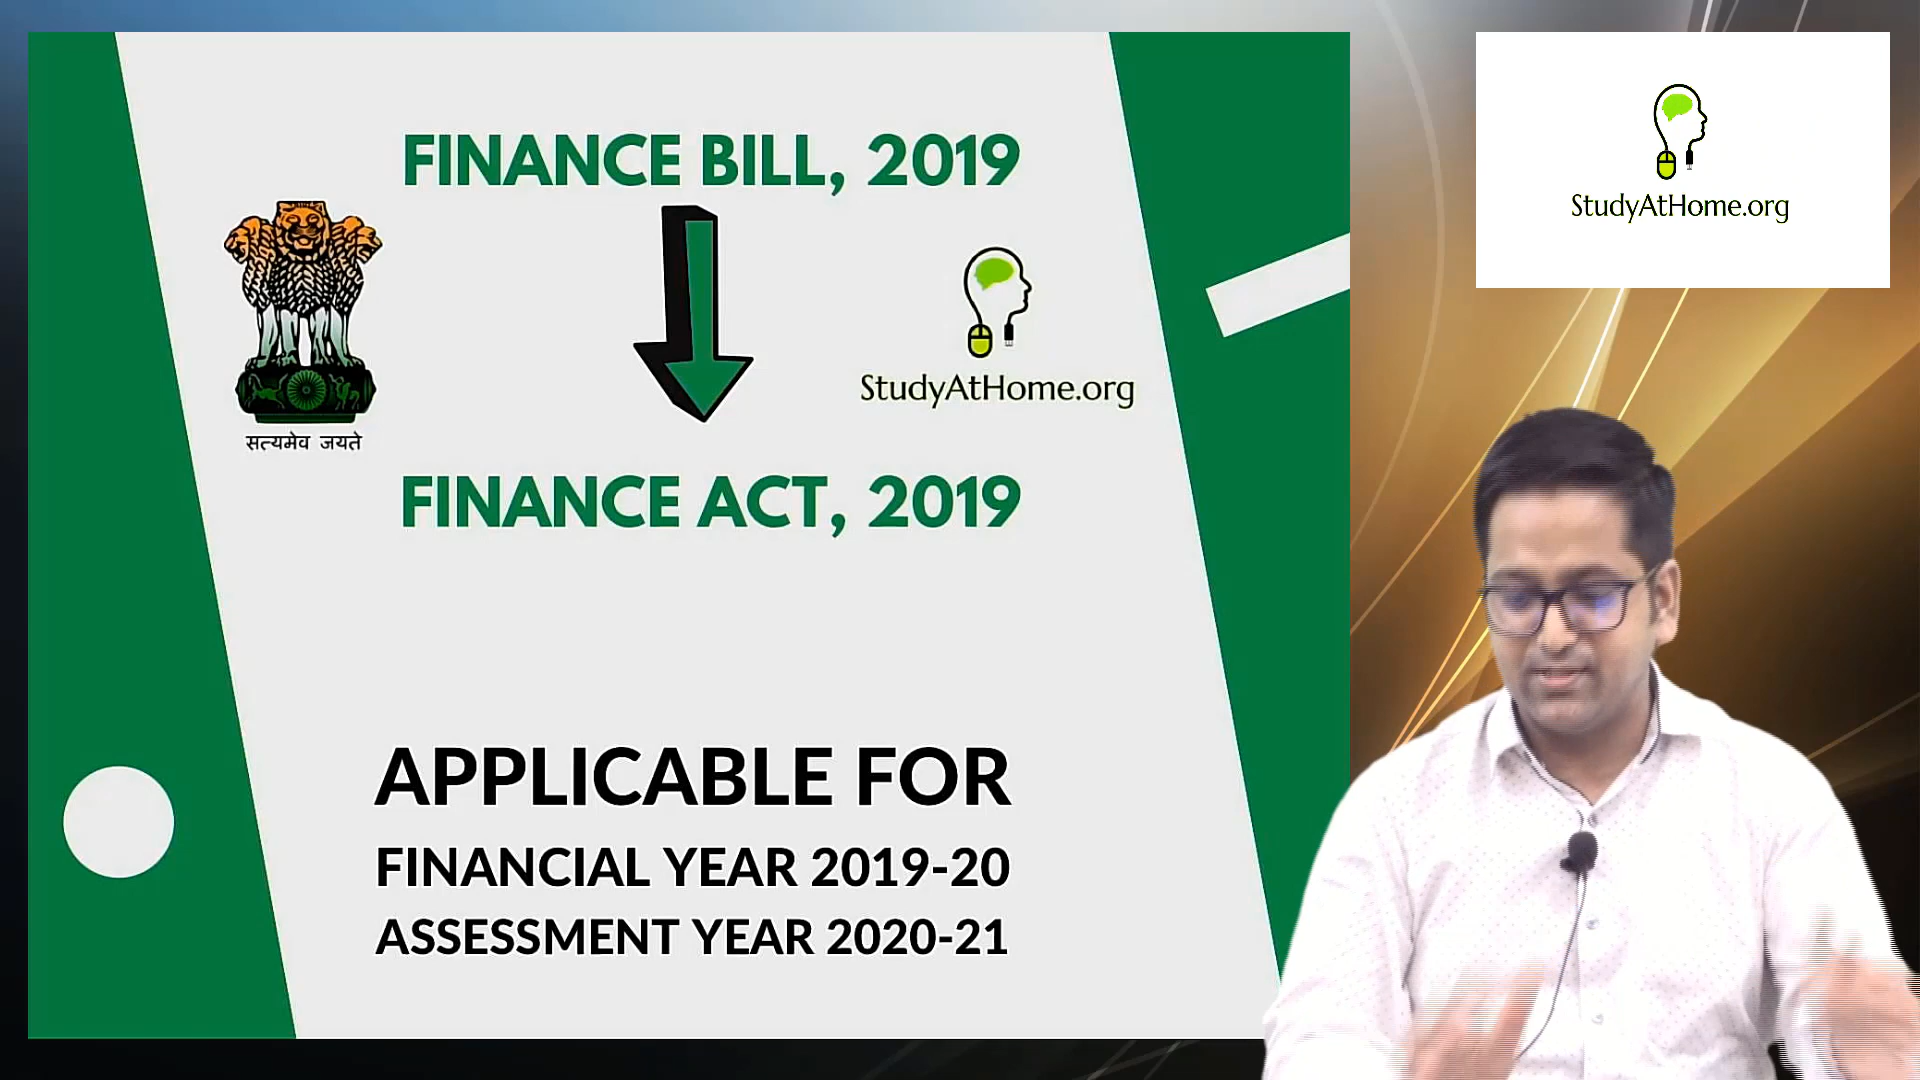 FINANCE BILL, 2019
सत्यमेव जयते
StudyAtHome.org
FINANCE ACT, 2019
APPLICABLE FOR
FINANCIAL YEAR 2019-20
ASSESSMENT YEAR 2020-21
StudyAtHome.org